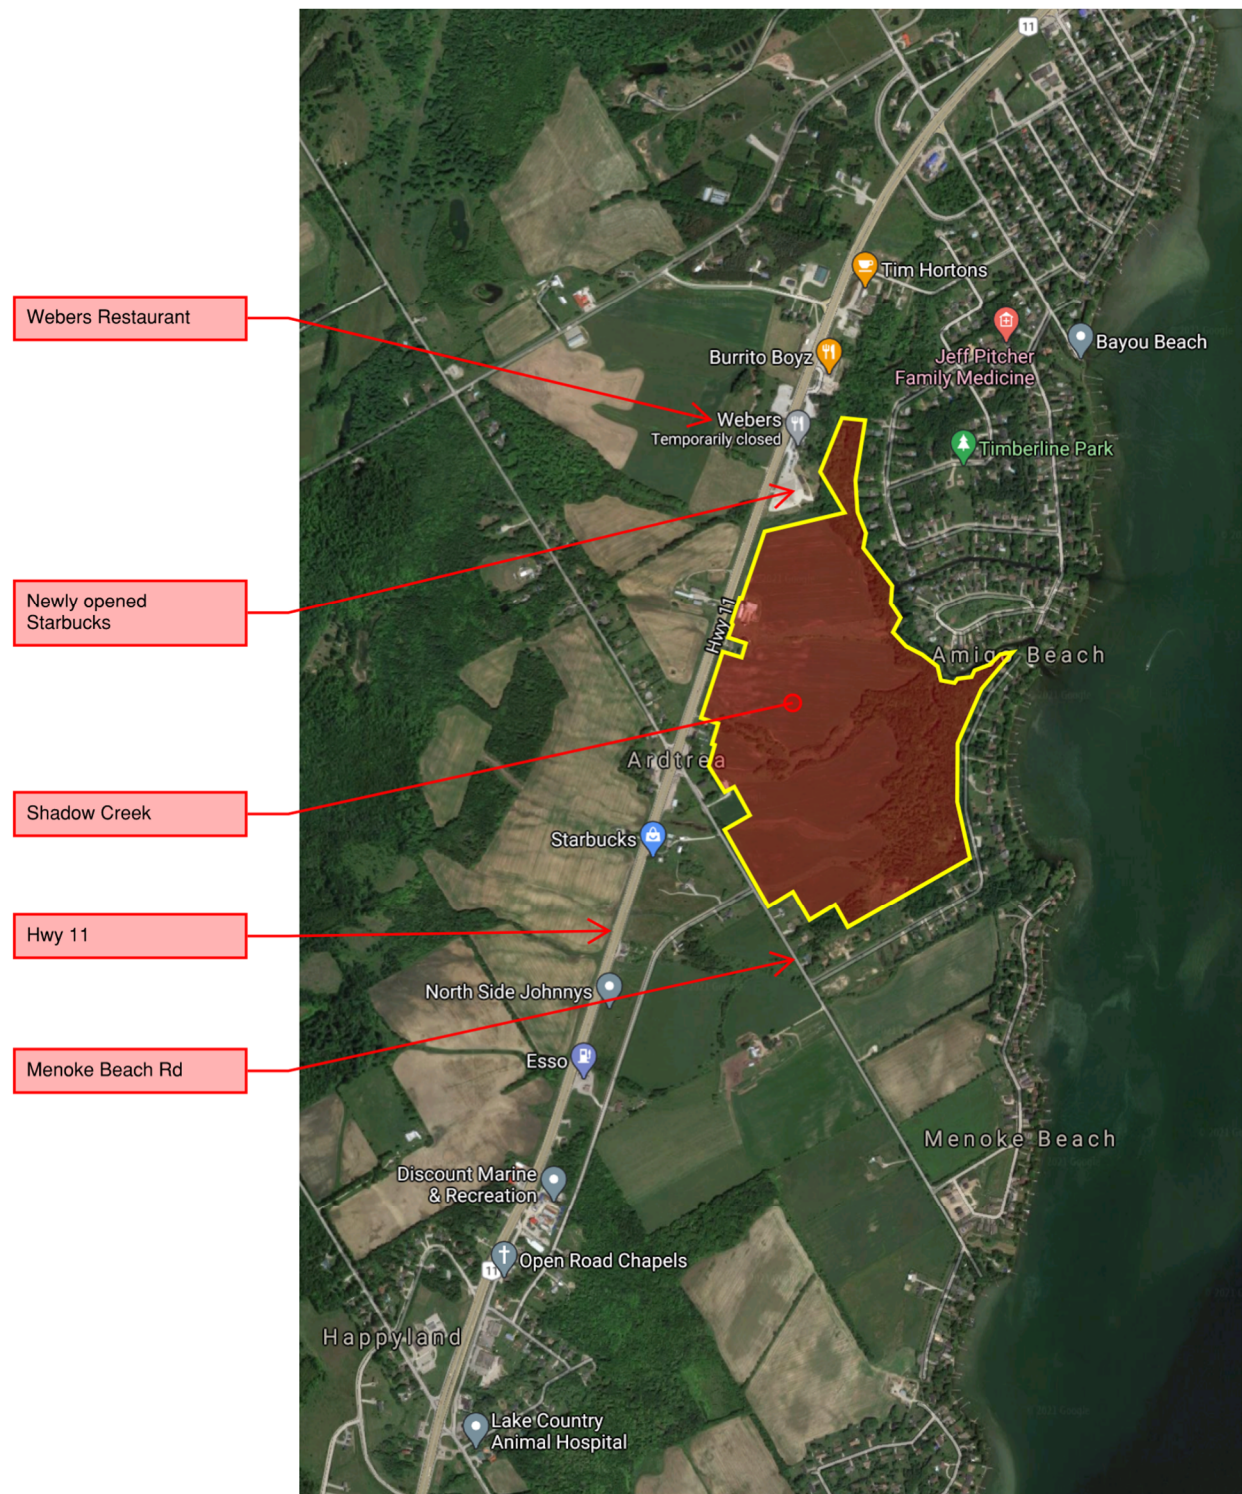 11
Tim Hortons
Webers Restaurant
Burrito Boyz
Bayou Beach
Jeff Pitcher
Family Medicine
Webers
Temporarily closed
Timberline Park
Newly opened
Starbucks
Hwy 11
Amigo Beach
Ardtrea
Shadow Creek
Starbucks
Hwy 11
North Side Johnnys
Esso
Menoke Beach Rd
Menoke Beach
Discount Marine
& Recreation
Open Road Chapels
11
Happyland
Lake Country
Animal Hospital